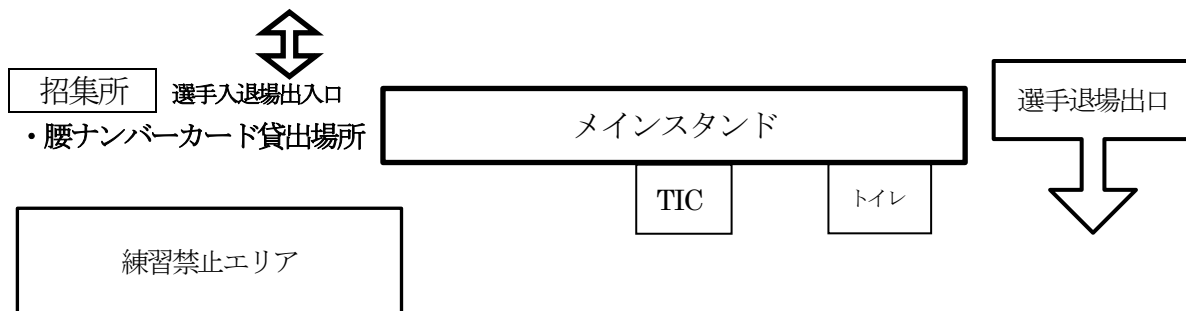 招集所
選手入退場出入口
・腰ナンバーカード貸出場所
メインスタンド
選手退場出口
TIC
トイレ
練習禁止エリア